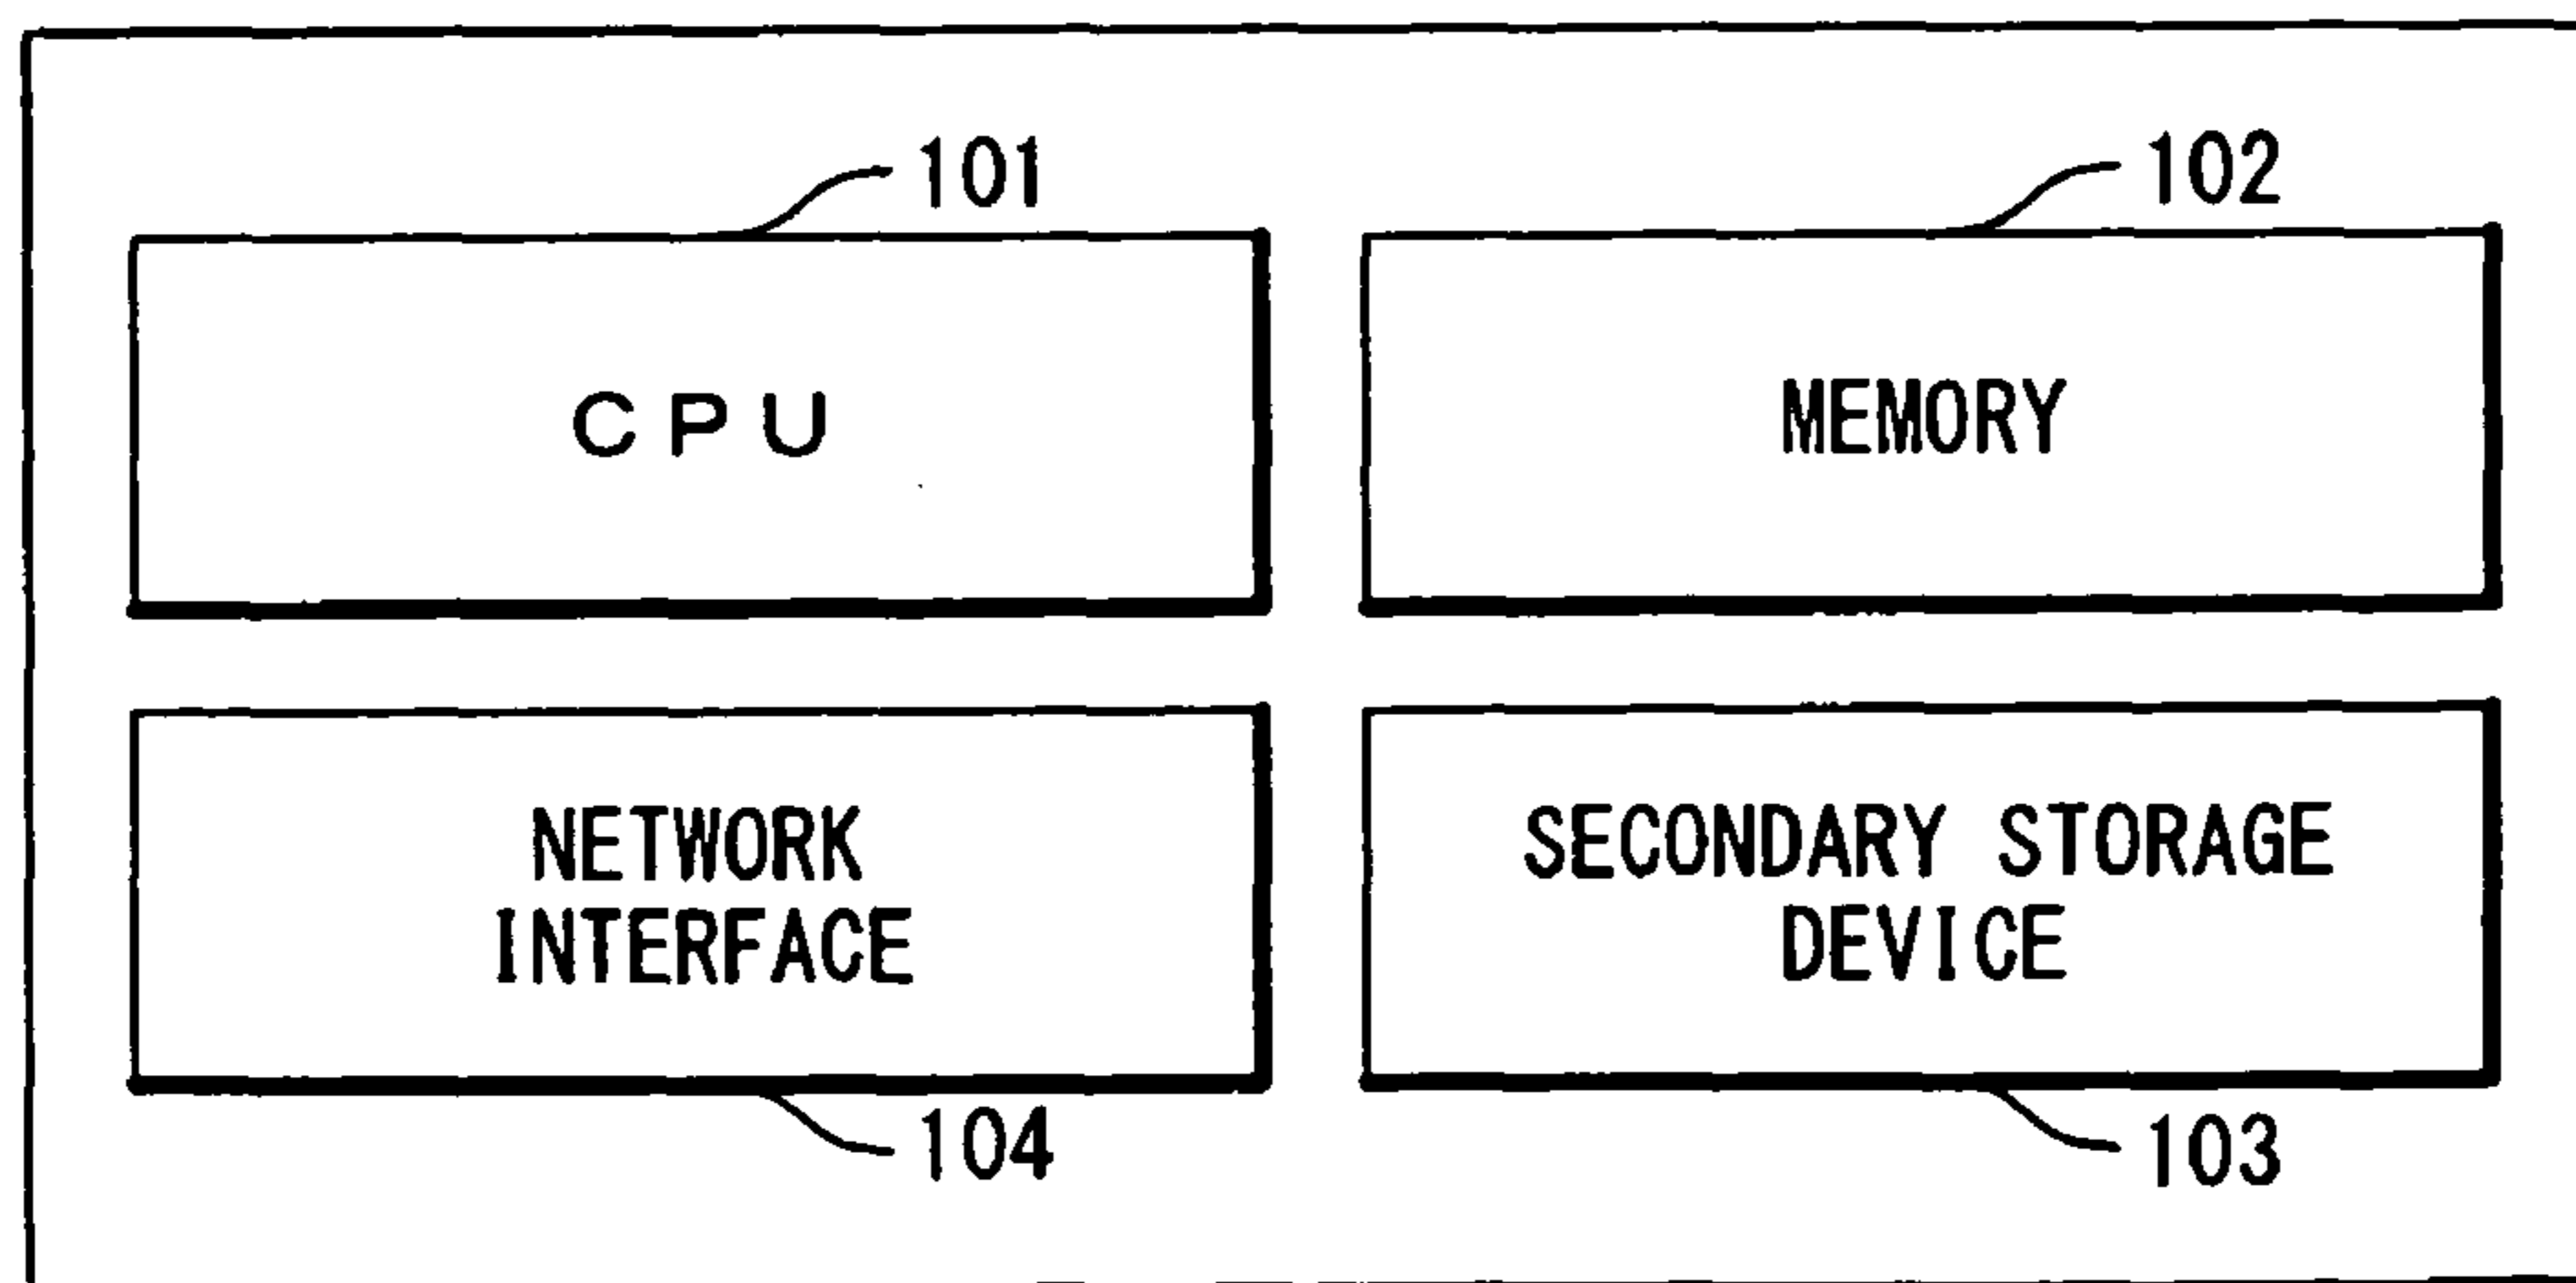 101
102
CPU
MEMORY
NETWORK
INTERFACE
SECONDARY STORAGE
DEVICE
104
103